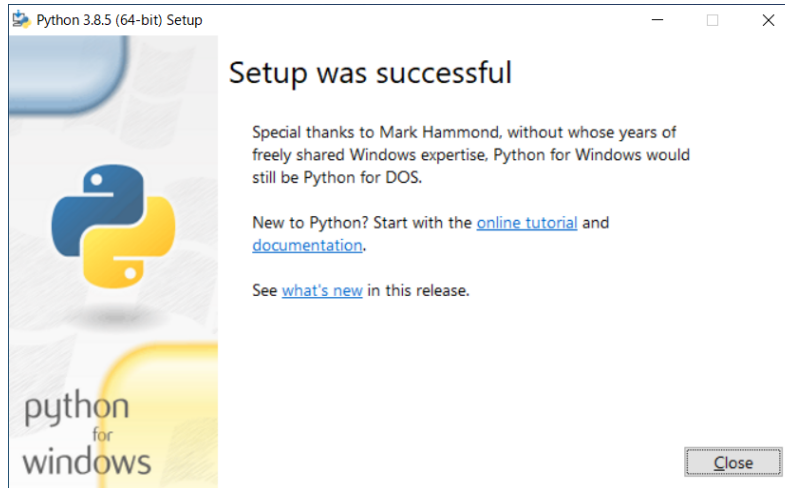 Python 3.8.5 (64-bit) Setup
Setup was successful
Special thanks to Mark Hammond, without whose years of
freely shared Windows expertise, Python for Windows would
still be Python for DOS.
New to Python? Start with the online tutorial and
documentation.
See what's new in this release.
python
for
windows
Close